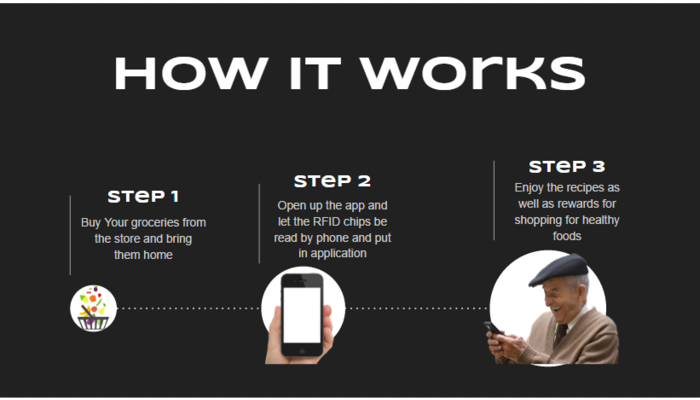 HOW IT WORKS
STEP 1
Buy Your groceries from
the store and bring
them home
STEP 2
Open up the app and
let the RFID chips be
read by phone and put
in application
STEP 3
Enjoy the recipes as
well as rewards for
shopping for healthy
foods